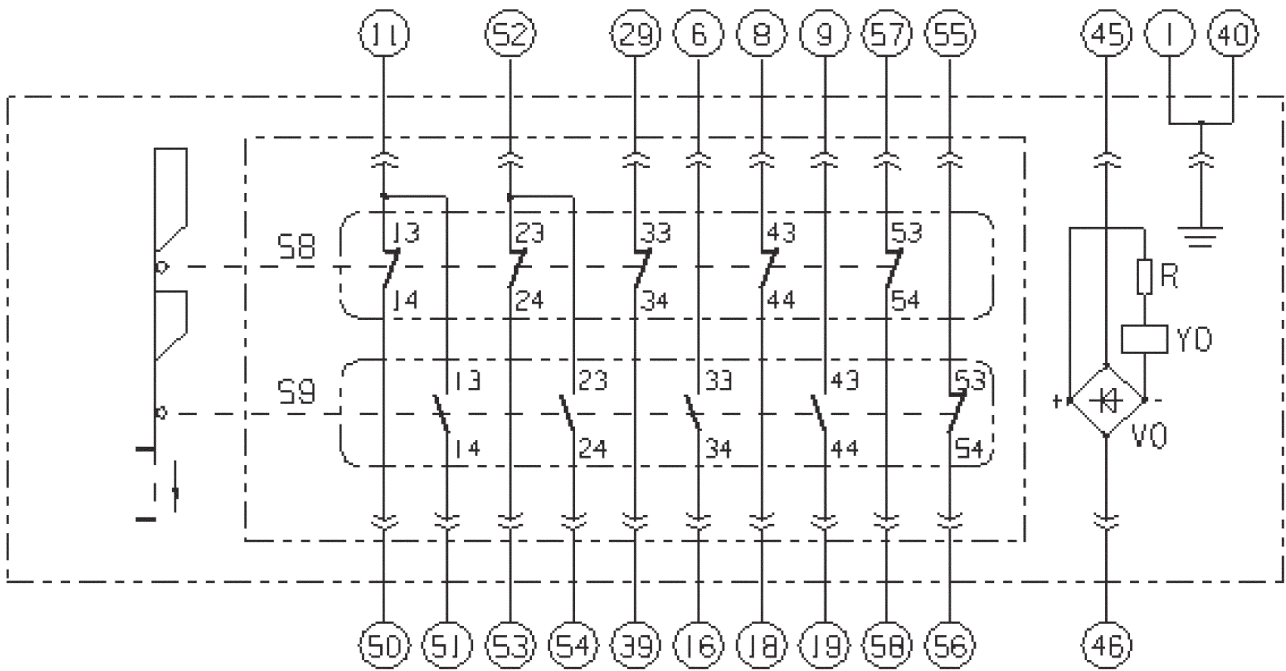 11 52 29 6 8 9 57 55 45 1 40
S8 13 23 33 43 53
14 24 34 44 54
R
Y0
S9 13 23 33 43 53
+ - V0
14 24 34 44 54
50 51 53 54 39 16 18 19 58 56 46